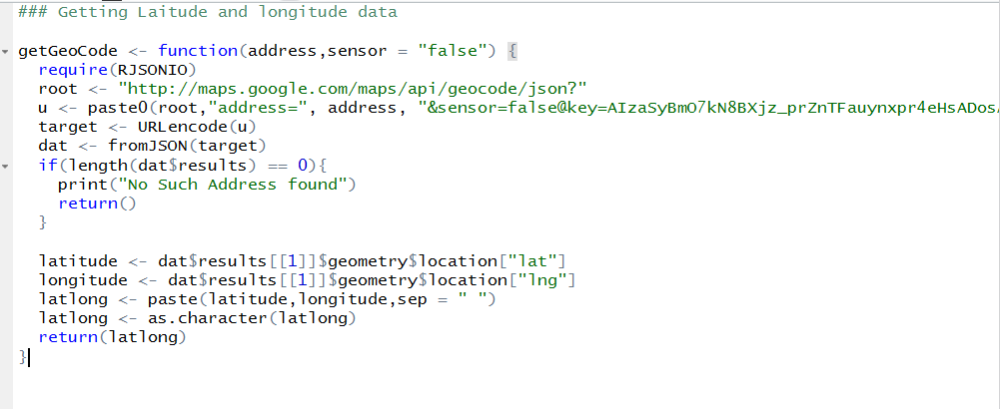 ### Getting Laitude and longitude data
getGeoCode <- function(address,sensor = "false") {
require(RJSONIO)
root <- "http://maps.google.com/maps/api/geocode/json?"
u <- paste0(root,"address=", address, "&sensor=false@key=AIzaSyBmO7kN8BXjz_prZnTFauynxpr4eHsADos
target <- URLencode(u)
dat <- fromJSON(target)
if(length(dat$results) == 0){
print("No Such Address found")
return()
}
latitude <- dat$results[[1]]$geometry$location["lat"]
longitude <- dat$results[[1]]$geometry$location["lng"]
latlong <- paste(latitude,longitude,sep = " ")
latlong <- as.character(latlong)
return(latlong)
}